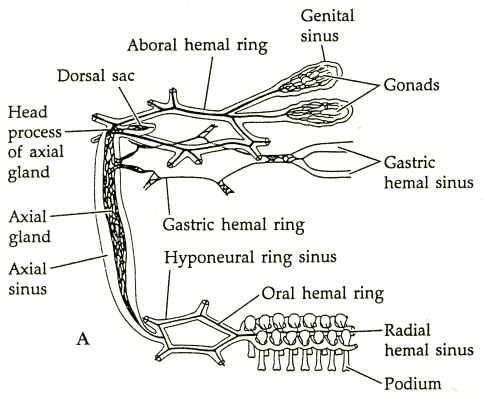 Genital
sinus
Aboral hemal ring
Dorsal sac
Gonads
Head
process
of axial
gland
Gastric
hemal sinus
Axial
gland
Gastric hemal ring
Hyponeural ring sinus
Axial
sinus
Oral hemal ring
A
Radial
hemal sinus
Podium